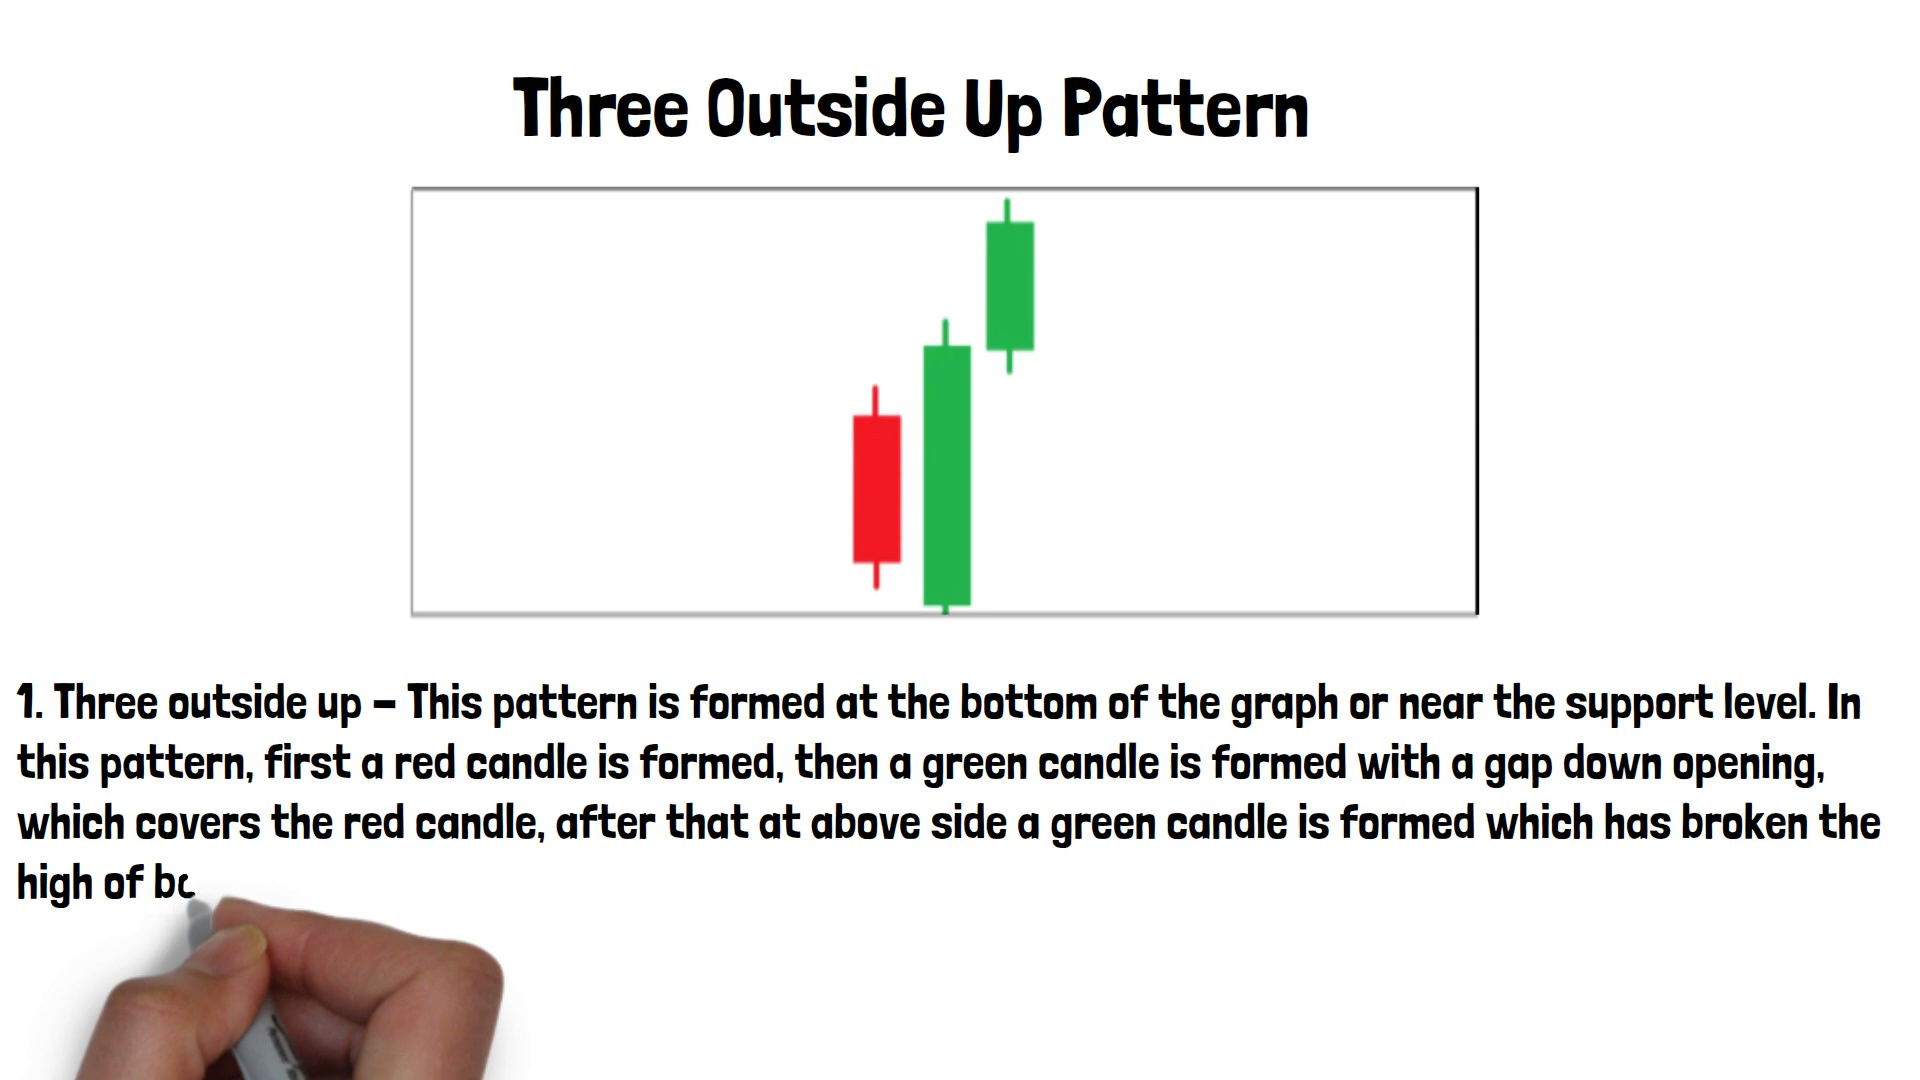 Three Outside Up Pattern
1. Three outside up – This pattern is formed at the bottom of the graph or near the support level. In
this pattern, first a red candle is formed, then a green candle is formed with a gap down opening,
which covers the red candle, after that at above side a green candle is formed which has broken the
high of